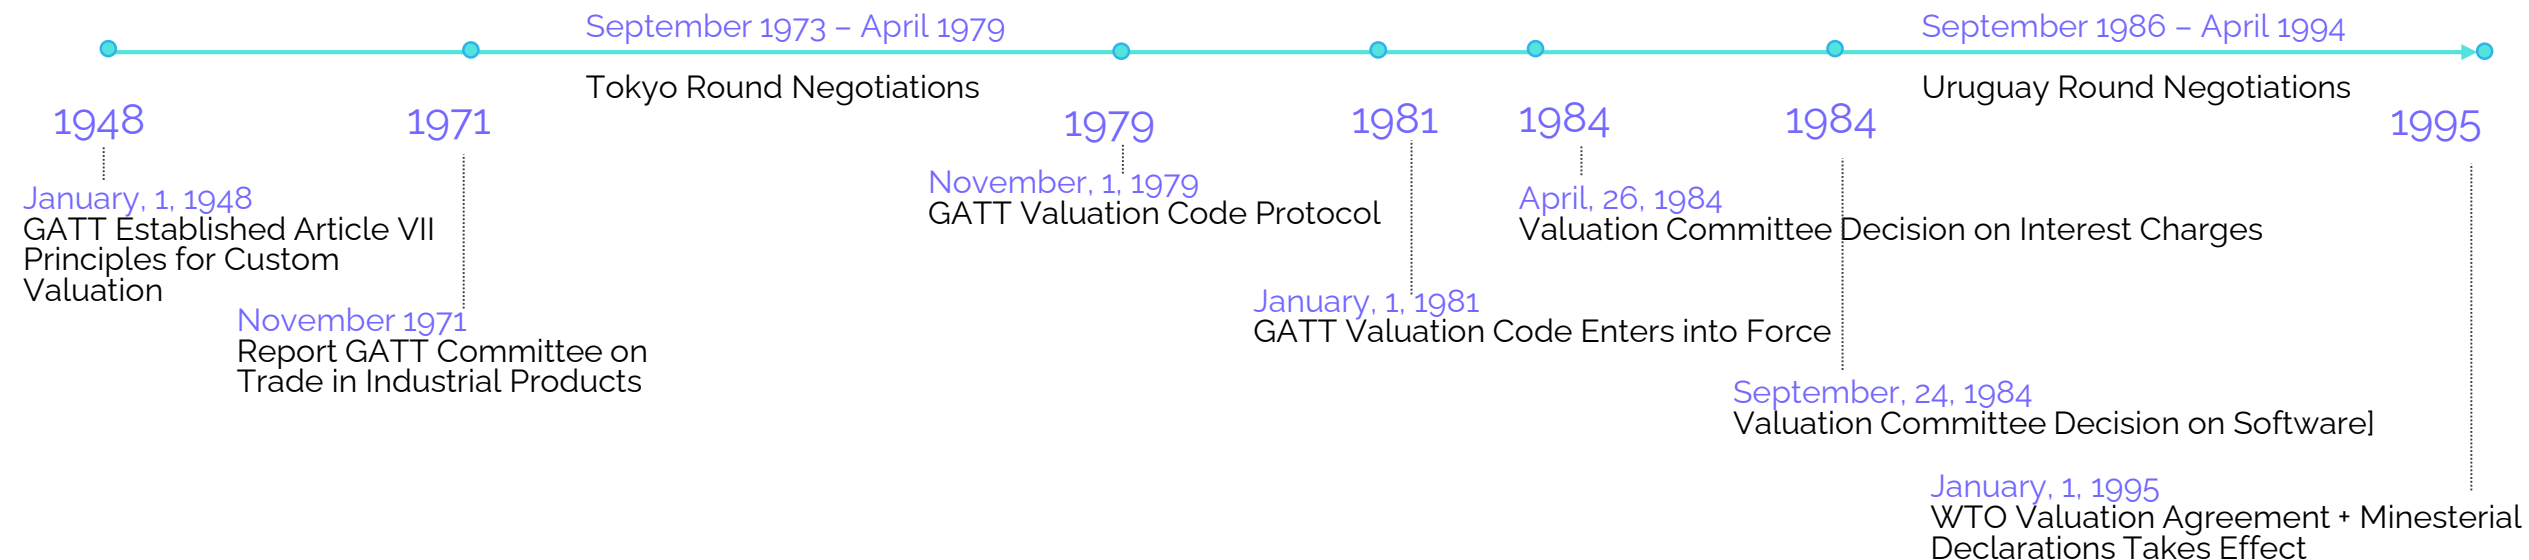 September 1973 – April 1979
September 1986 – April 1994
Tokyo Round Negotiations
Uruguay Round Negotiations
1948
1971
1979
1981
1984
1984
1995
January, 1, 1948
GATT Established Article VII
Principles for Custom
Valuation
November 1971
Report GATT Committee on
Trade in Industrial Products
November, 1, 1979
GATT Valuation Code Protocol
January, 1, 1981
GATT Valuation Code Enters into Force
April, 26, 1984
Valuation Committee Decision on Interest Charges
September, 24, 1984
Valuation Committee Decision on Software]
January, 1, 1995
WTO Valuation Agreement + Minesterial
Declarations Takes Effect